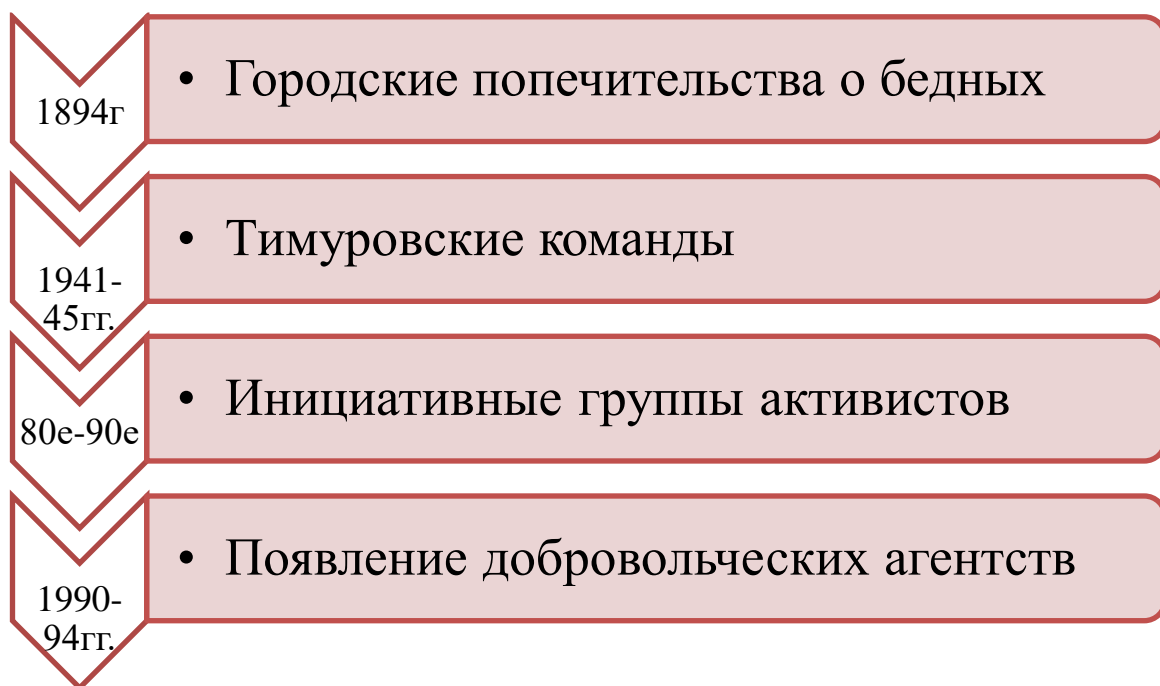 1894г
• Городские попечительства о бедных
1941-
45гг.
• Тимуровские команды
80е-90е
• Инициативные группы активистов
1990-
94гг.
• Появление добровольческих агентств